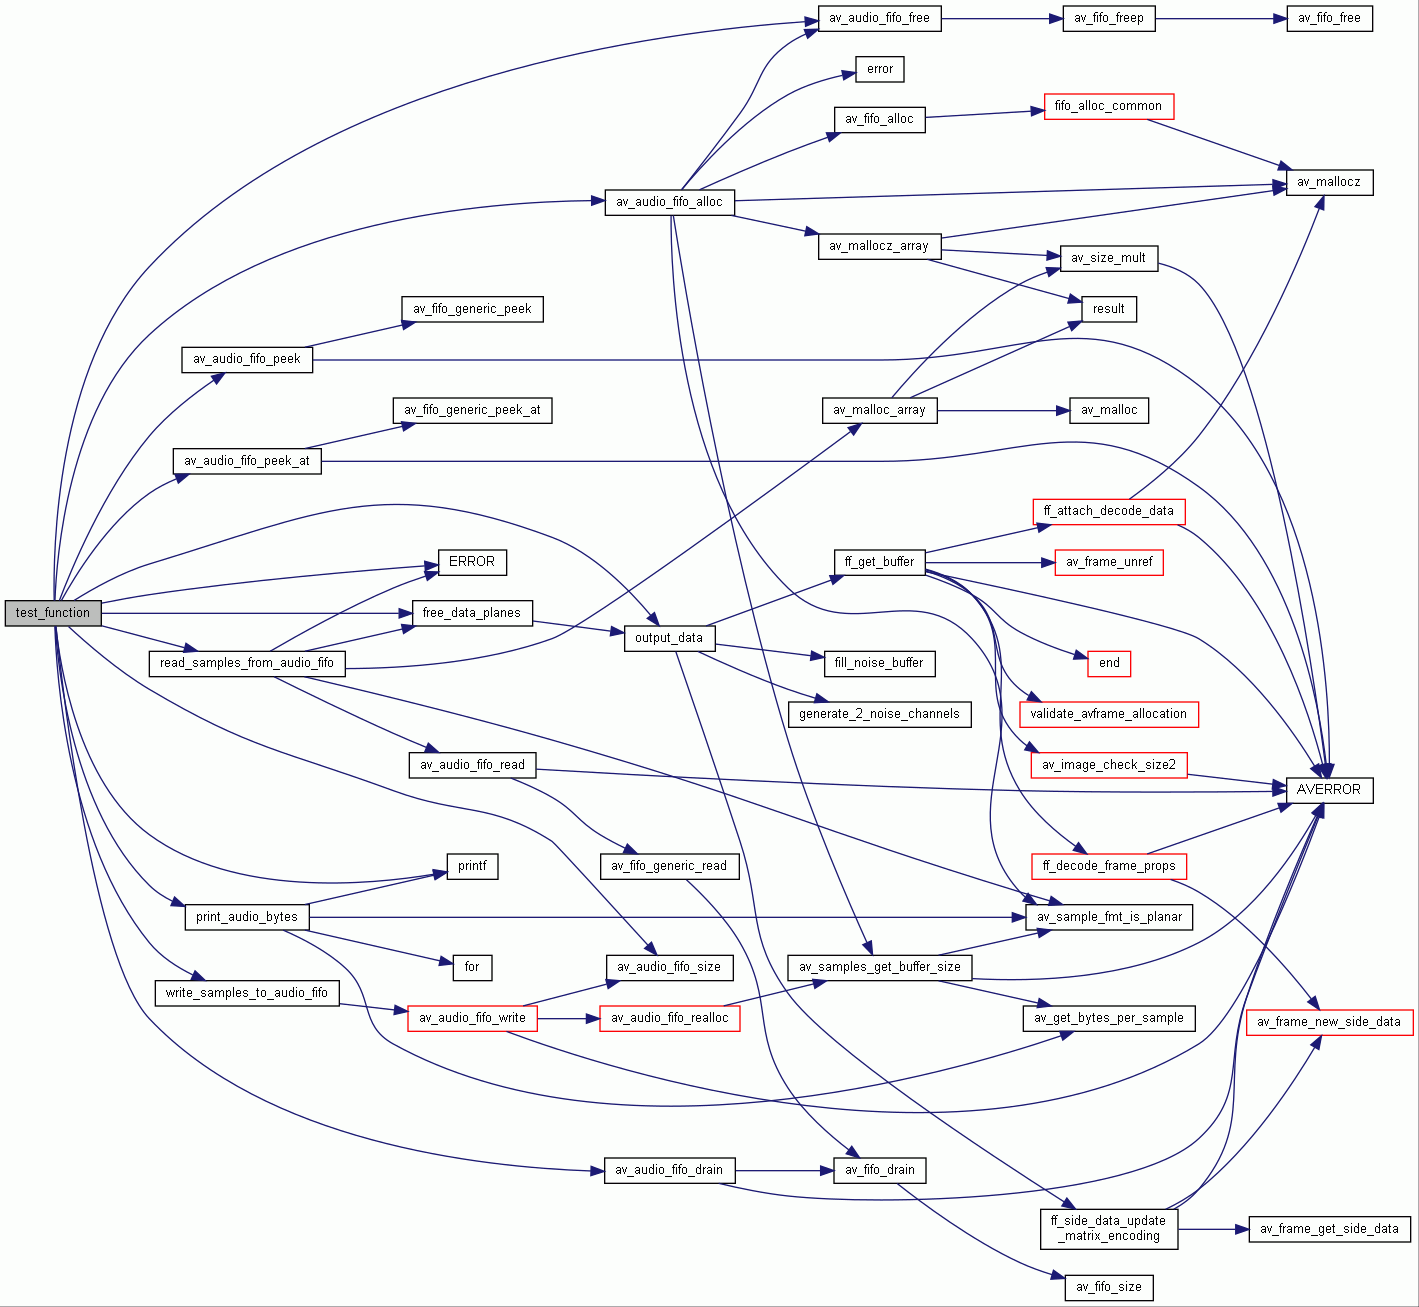 av_audio_fifo_free
av_fifo_freep
av_fifo_free
error
fifo_alloc_common
av_fifo_alloc
av_mallocz
av_audio_fifo_alloc
av_mallocz_array
av_size_mult
av_fifo_generic_peek
result
av_audio_fifo_peek
av_fifo_generic_peek_at
av_malloc_array
av_malloc
av_audio_fifo_peek_at
ff_attach_decode_data
ERROR
ff_get_buffer
av_frame_unref
test_function
free_data_planes
output_data
read_samples_from_audio_fifo
fill_noise_buffer
end
generate_2_noise_channels
validate_avframe_allocation
av_audio_fifo_read
av_image_check_size2
AVERROR
printf
av_fifo_generic_read
ff_decode_frame_props
print_audio_bytes
av_sample_fmt_is_planar
for
av_audio_fifo_size
av_samples_get_buffer_size
write_samples_to_audio_fifo
av_audio_fifo_write
av_audio_fifo_realloc
av_get_bytes_per_sample
av_frame_new_side_data
av_audio_fifo_drain
av_fifo_drain
ff_side_data_update
_matrix_encoding
av_frame_get_side_data
av_fifo_size